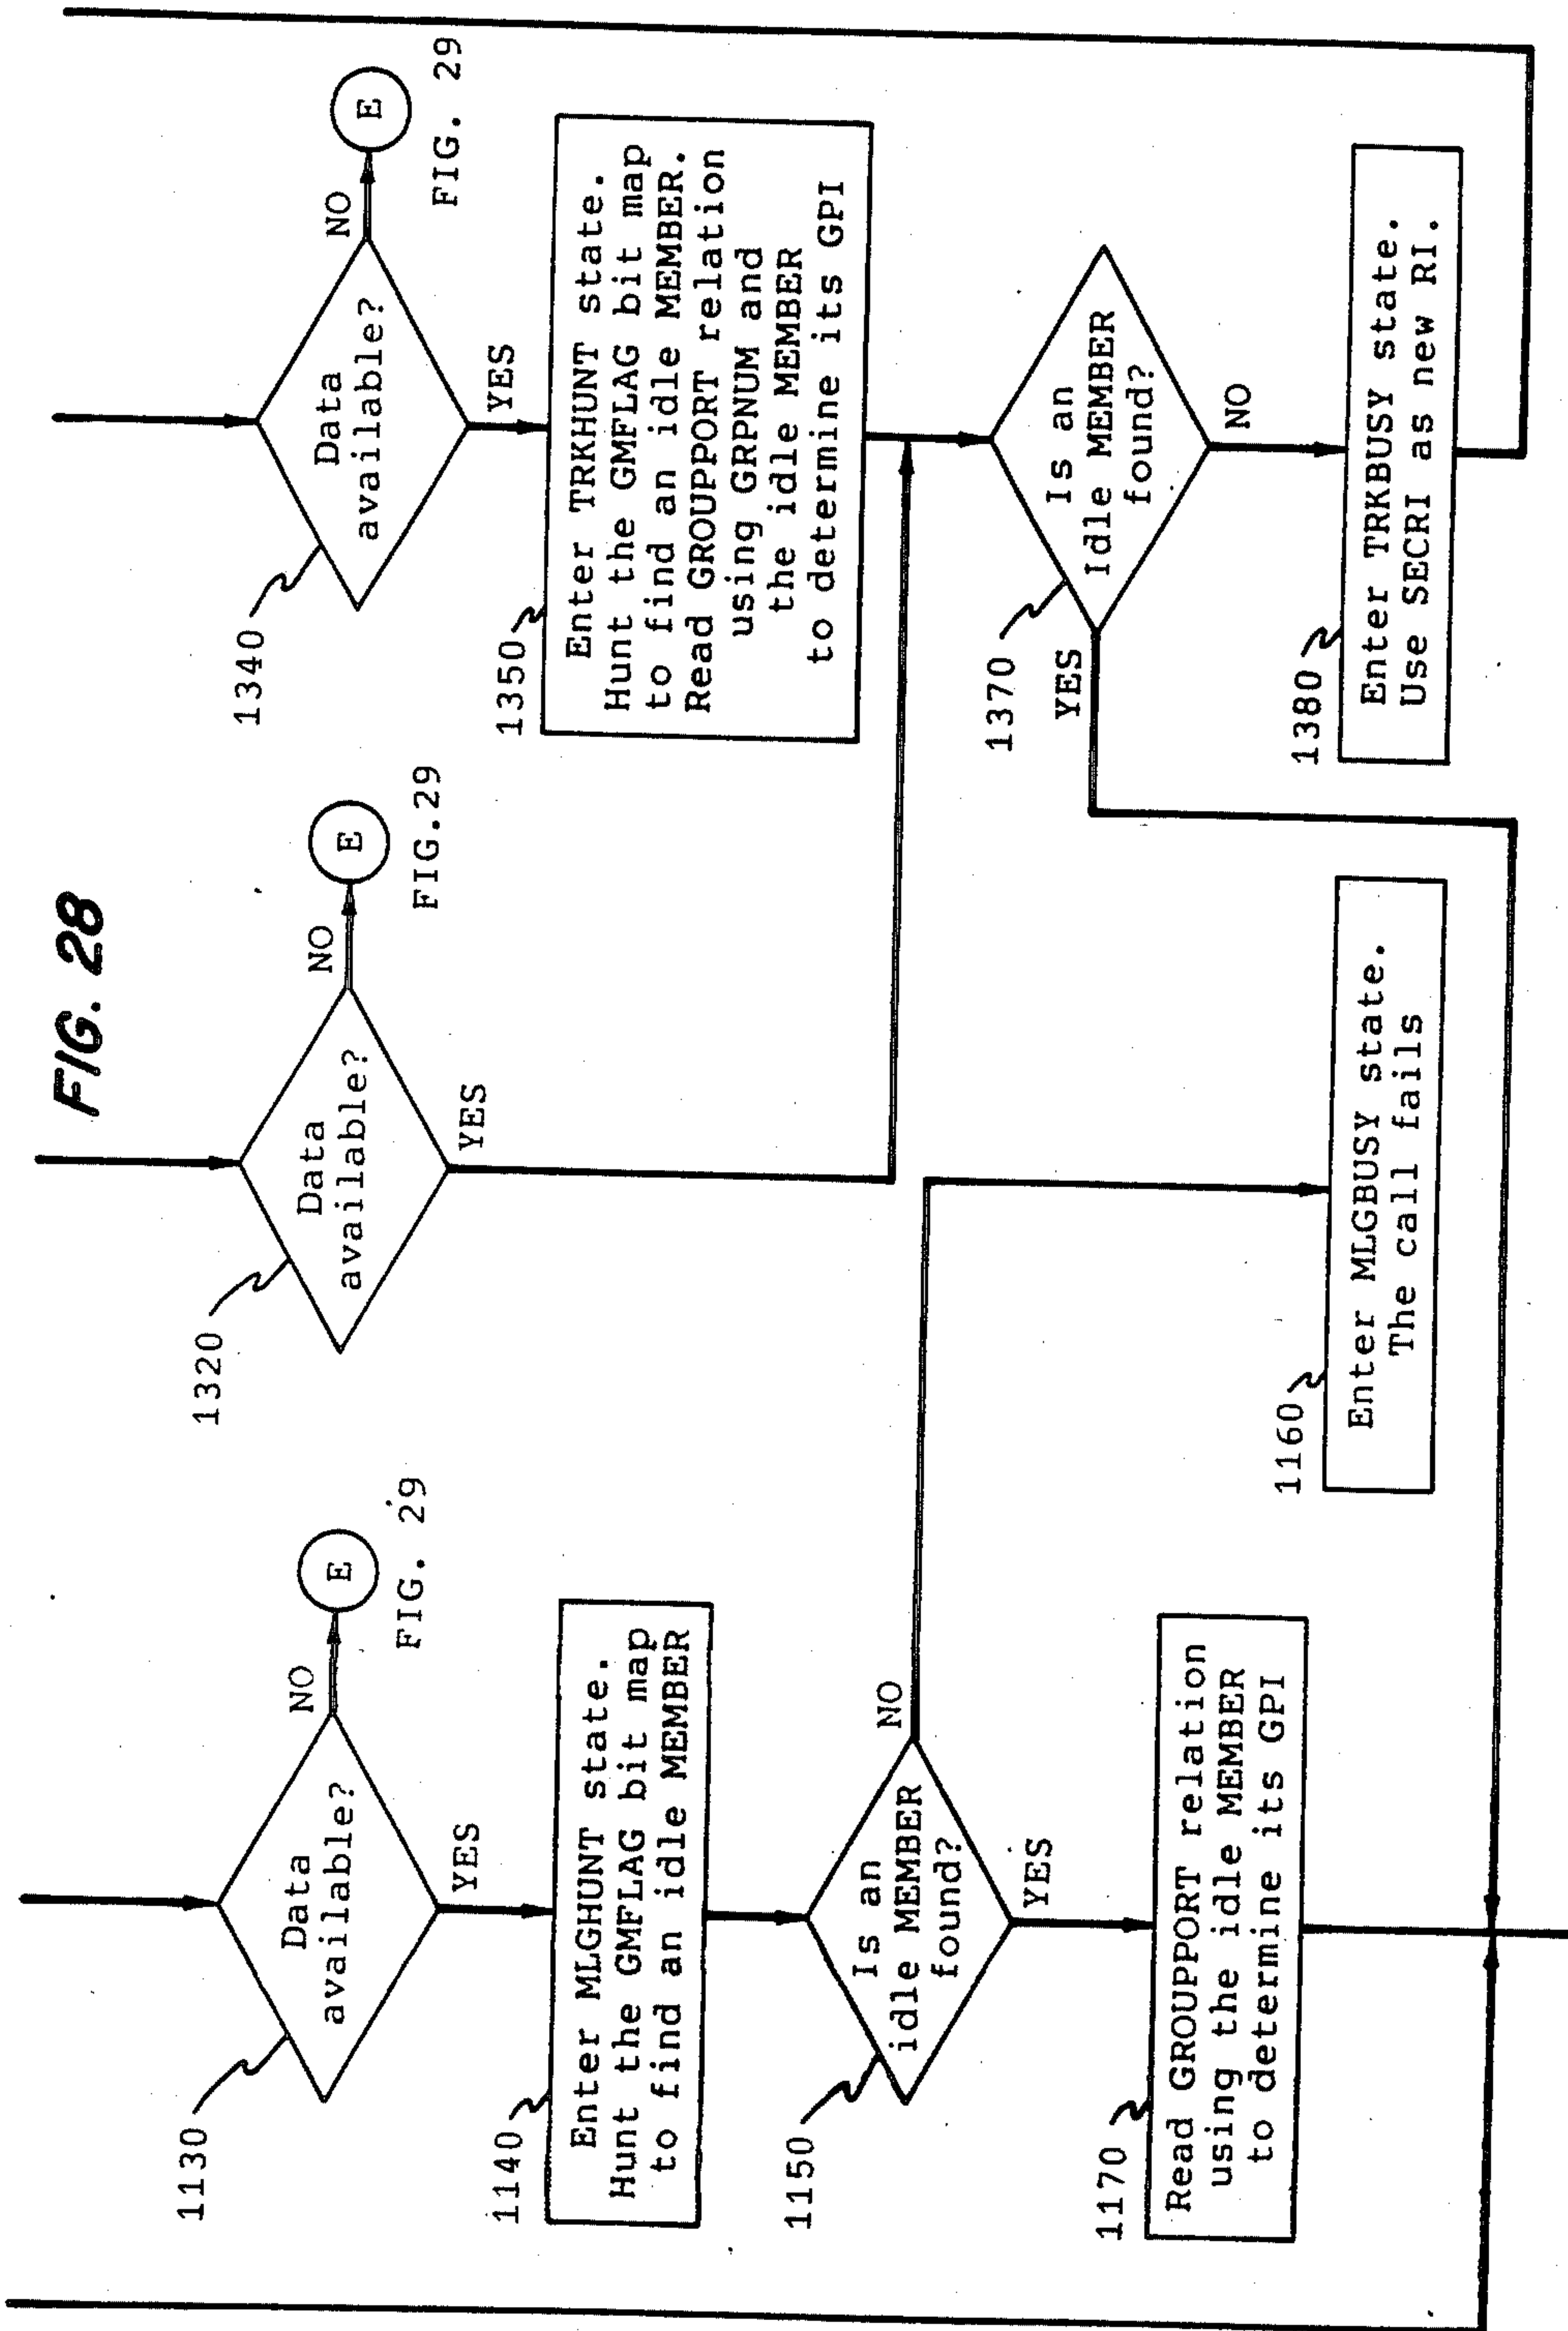 FIG. 28
1130
Data
available?
NO
E
FIG. 29
YES
1140
Enter MLGHUNT state.
Hunt the GMFLAG bit map
to find an idle MEMBER
1150
Is an
idle MEMBER
found?
NO
YES
1160
Enter MLGBUSY state.
The call fails
1170
Read GROUPPORT relation
using the idle MEMBER
to determine its GPI
1320
Data
available?
NO
E
FIG.29
YES
1340
Data
available?
NO
E
FIG. 29
YES
1350
Enter TRKHUNT state.
Hunt the GMFLAG bit map
to find an idle MEMBER.
Read GROUPPORT relation
using GRPNUM and
the idle MEMBER
to determine its GPI
1370
Is an
Idle MEMBER
found?
YES
NO
1380
Enter TRKBUSY state.
Use SECRI as new RI.